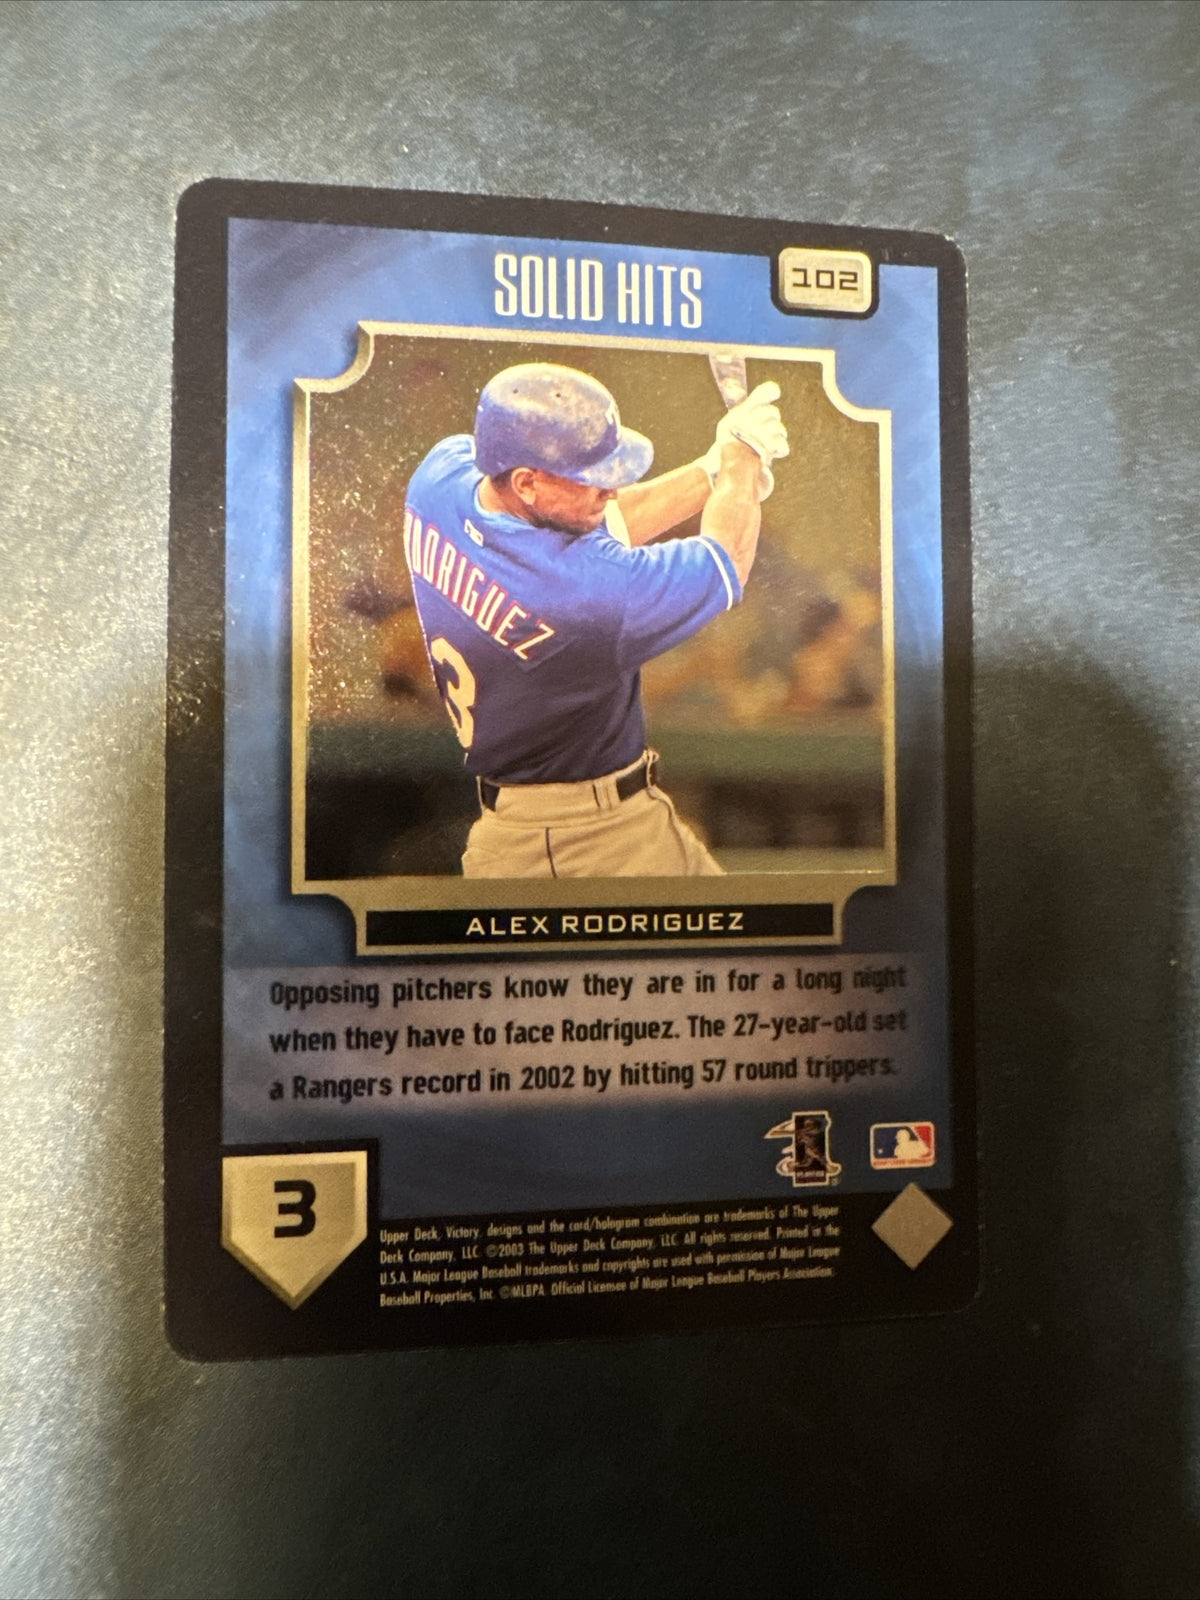 SOLID HITS
102
RODRIGUEZ
3
ALEX RODRIGUEZ
Opposing pitchers know they are in for a long night
when they have to face Rodriguez. The 27-year-old set
a Rangers record in 2002 by hitting 57 round trippers.
3
Upper Deck, Victory, designs and the card/hologram combination are trademarks of The Upper
Deck Company, LLC. ©2003 The Upper Deck Company, LLC. All rights reserved. Printed in the
U.S.A. Major League Baseball trademarks and copyrights are used with permission of Major League
Baseball Properties, Inc. ©MLBPA Official Licensee of Major League Baseball Players Association.